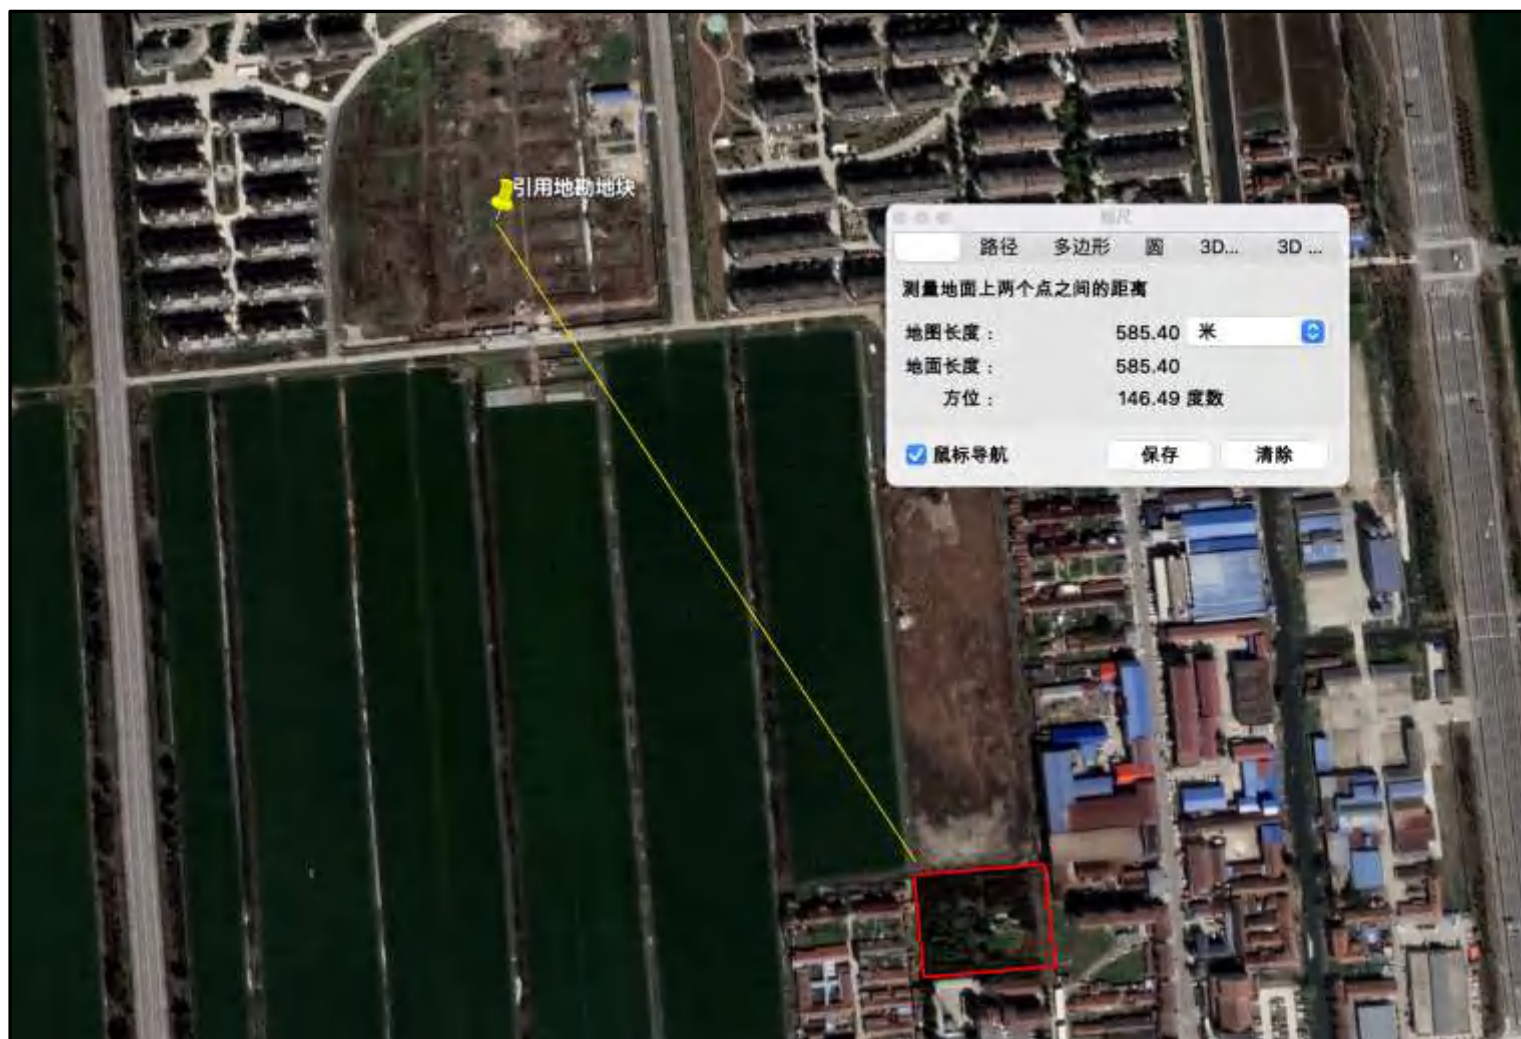 引用地勘地块
标尺
路径 多边形 圆 3D... 3D ...
测量地面上两个点之间的距离
地图长度： 585.40 米
地面长度： 585.40
方位： 146.49 度数
鼠标导航 保存 清除